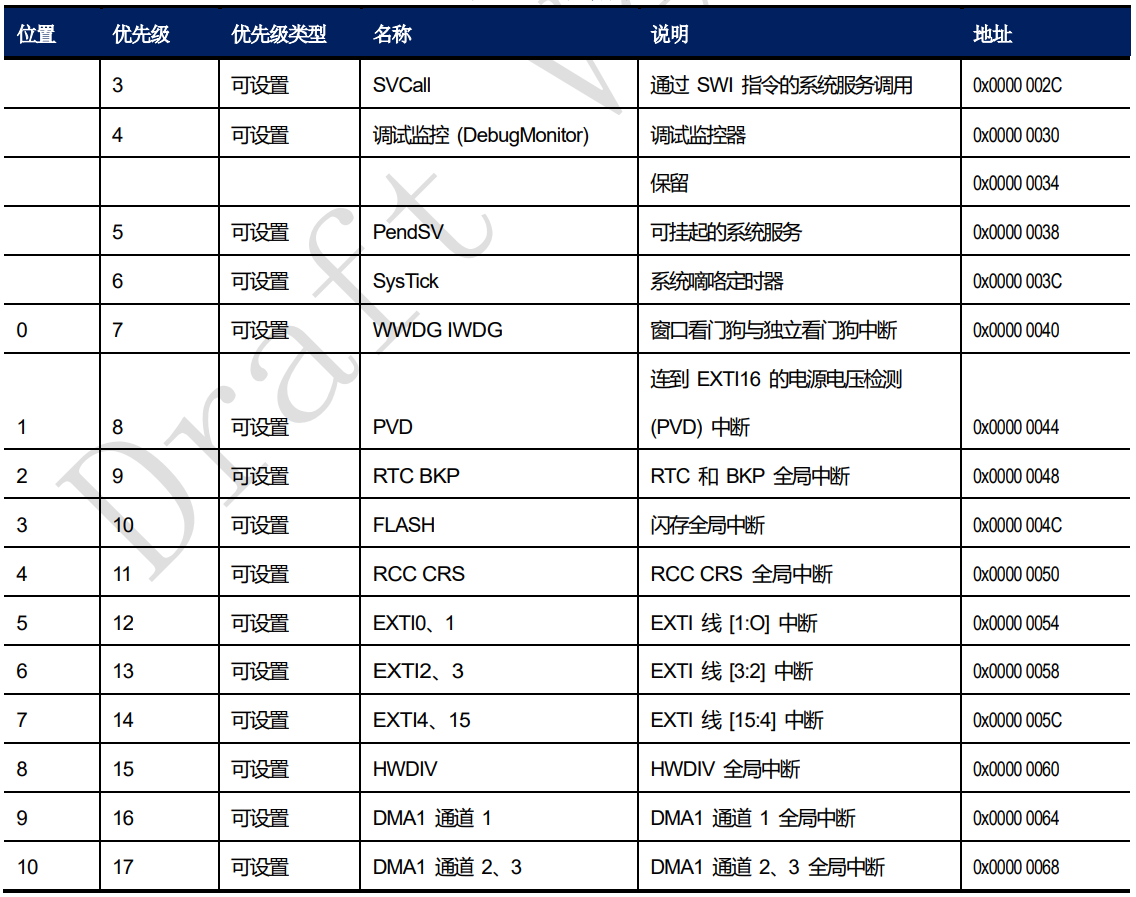 位置 优先级 优先级类型 名称 说明 地址
3 可设置 SVCall 通过 SWI 指令的系统服务调用 0x0000 002C
4 可设置 调试监控 (DebugMonitor) 调试监控器 0x0000 0030
保留 0x0000 0034
5 可设置 PendSV 可挂起的系统服务 0x0000 0038
6 可设置 SysTick 系统嘀咯定时器 0x0000 003C
0 7 可设置 WWDG IWDG 窗口看门狗与独立看门狗中断 0x0000 0040
连到 EXTI16 的电源电压检测
1 8 可设置 PVD (PVD) 中断 0x0000 0044
2 9 可设置 RTC BKP RTC 和 BKP 全局中断 0x0000 0048
3 10 可设置 FLASH 闪存全局中断 0x0000 004C
4 11 可设置 RCC CRS RCC CRS 全局中断 0x0000 0050
5 12 可设置 EXTI0、1 EXTI 线 [1:O] 中断 0x0000 0054
6 13 可设置 EXTI2、3 EXTI 线 [3:2] 中断 0x0000 0058
7 14 可设置 EXTI4、15 EXTI 线 [15:4] 中断 0x0000 005C
8 15 可设置 HWDIV HWDIV 全局中断 0x0000 0060
9 16 可设置 DMA1 通道 1 DMA1 通道 1 全局中断 0x0000 0064
10 17 可设置 DMA1 通道 2、3 DMA1 通道 2、3 全局中断 0x0000 0068
Draft